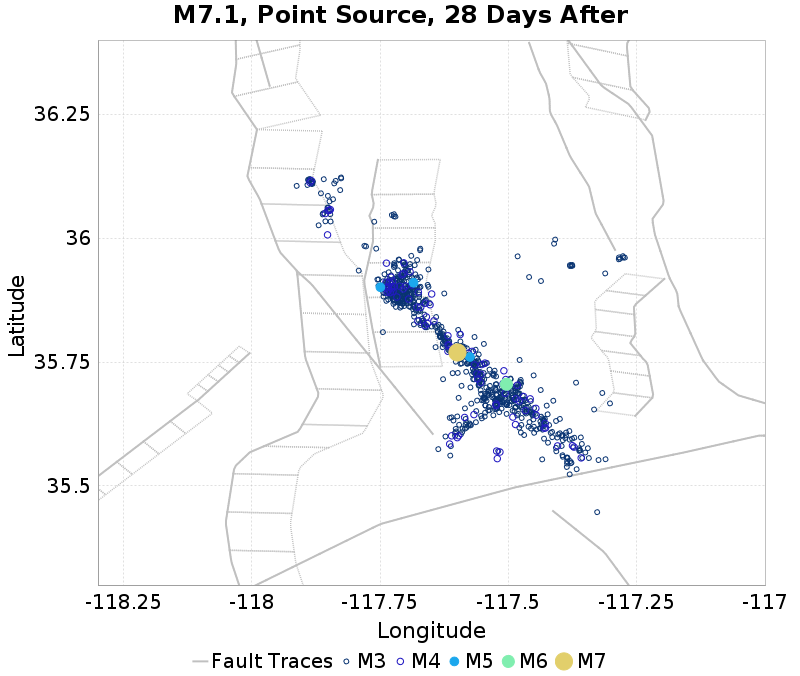 M7.1, Point Source, 28 Days After
36.25
36
35.75
35.5
Latitude
-118.25 -118 -117.75 -117.5 -117.25 -117
Longitude
Fault Traces M3 M4 M5 M6 M7